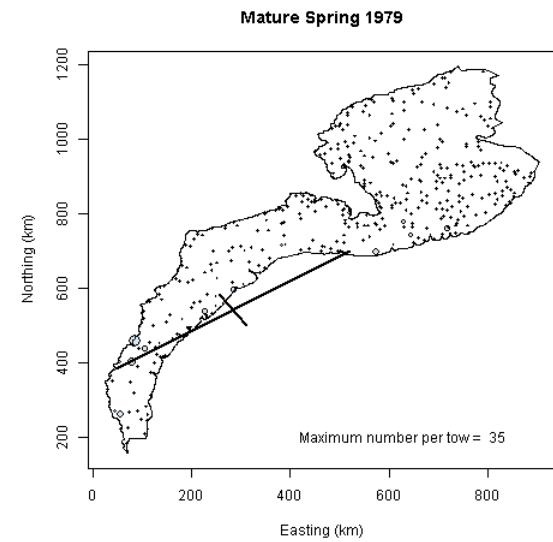 Mature Spring 1979
Northing (km)
1200
1000
800
600
400
200
Maximum number per tow = 35
0 200 400 600 800
Easting (km)